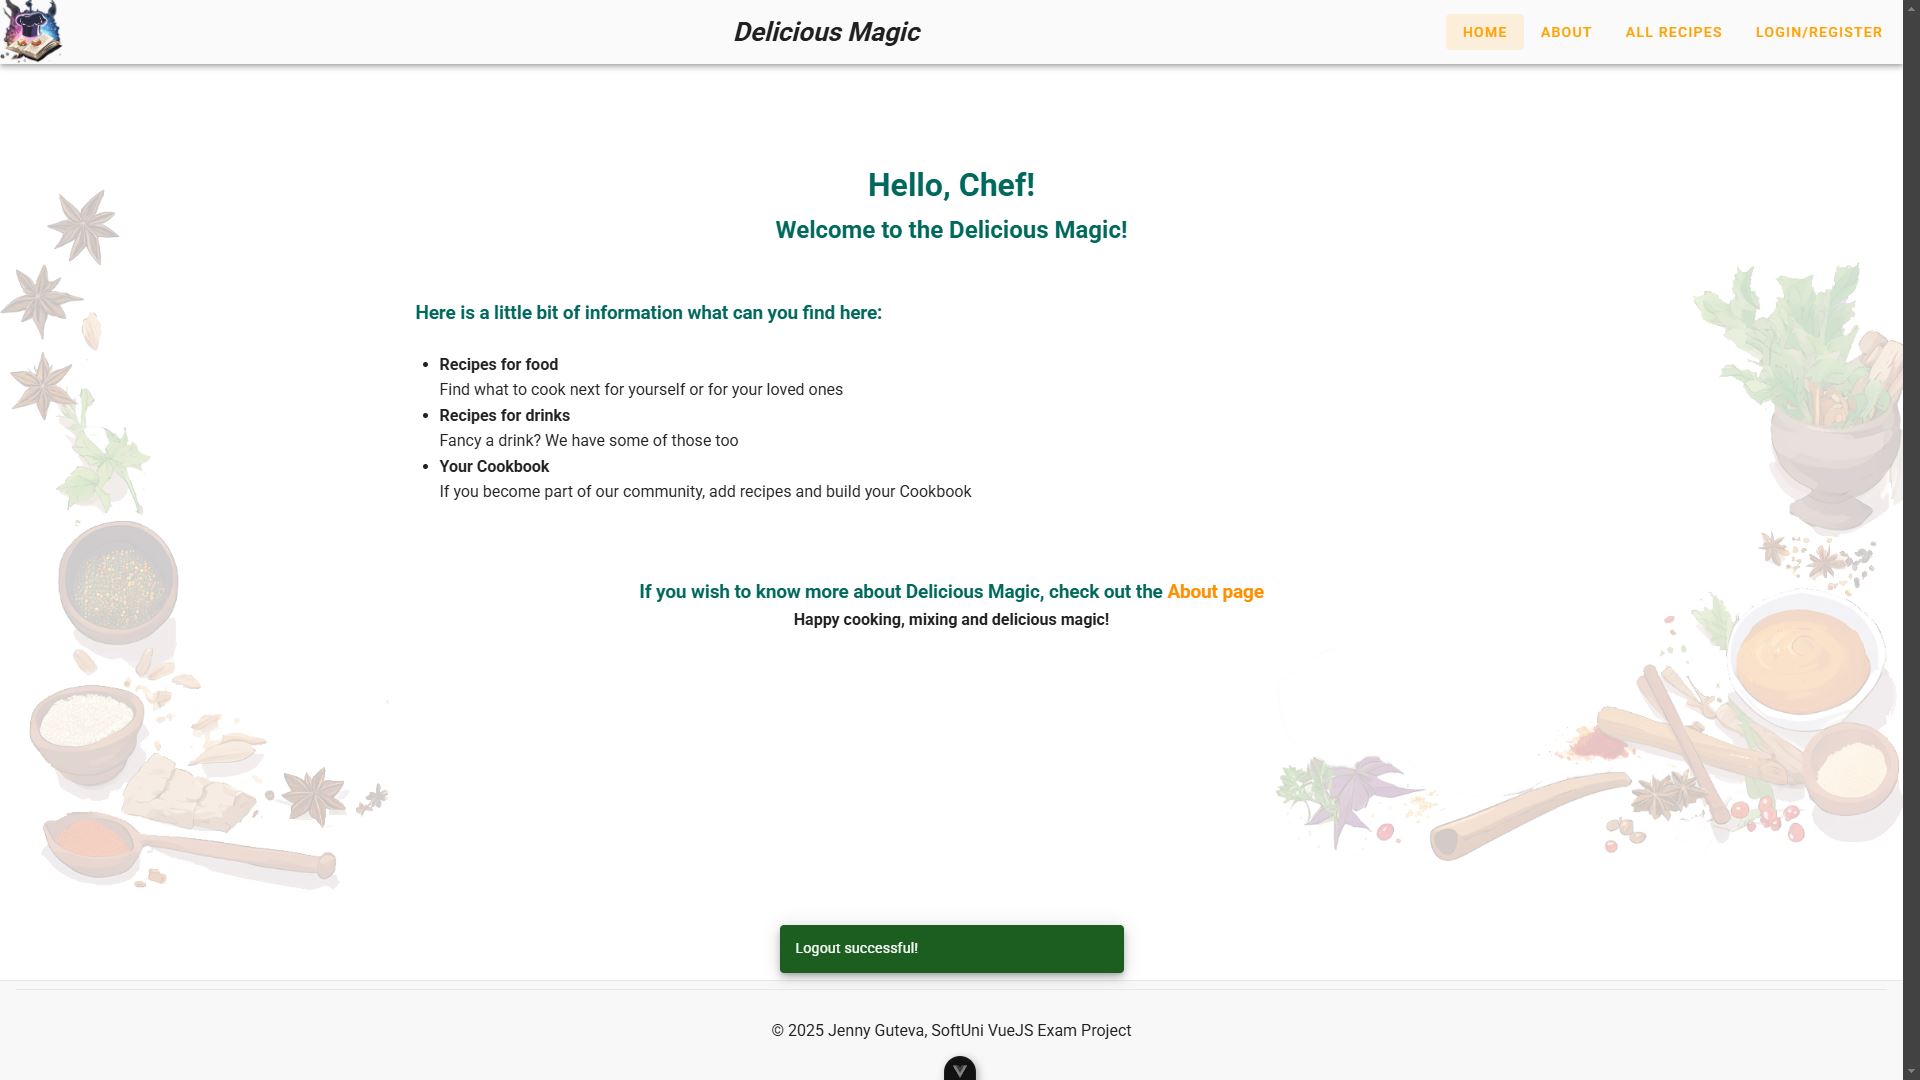 Delicious Magic
HOME
ABOUT
ALL RECIPES
LOGIN/REGISTER
Hello, Chef!
Welcome to the Delicious Magic!
Here is a little bit of information what can you find here:
• Recipes for food
Find what to cook next for yourself or for your loved ones
• Recipes for drinks
Fancy a drink? We have some of those too
• Your Cookbook
If you become part of our community, add recipes and build your Cookbook
If you wish to know more about Delicious Magic, check out the About page
Happy cooking, mixing and delicious magic!
Logout successful!
© 2025 Jenny Guteva, SoftUni VueJS Exam Project